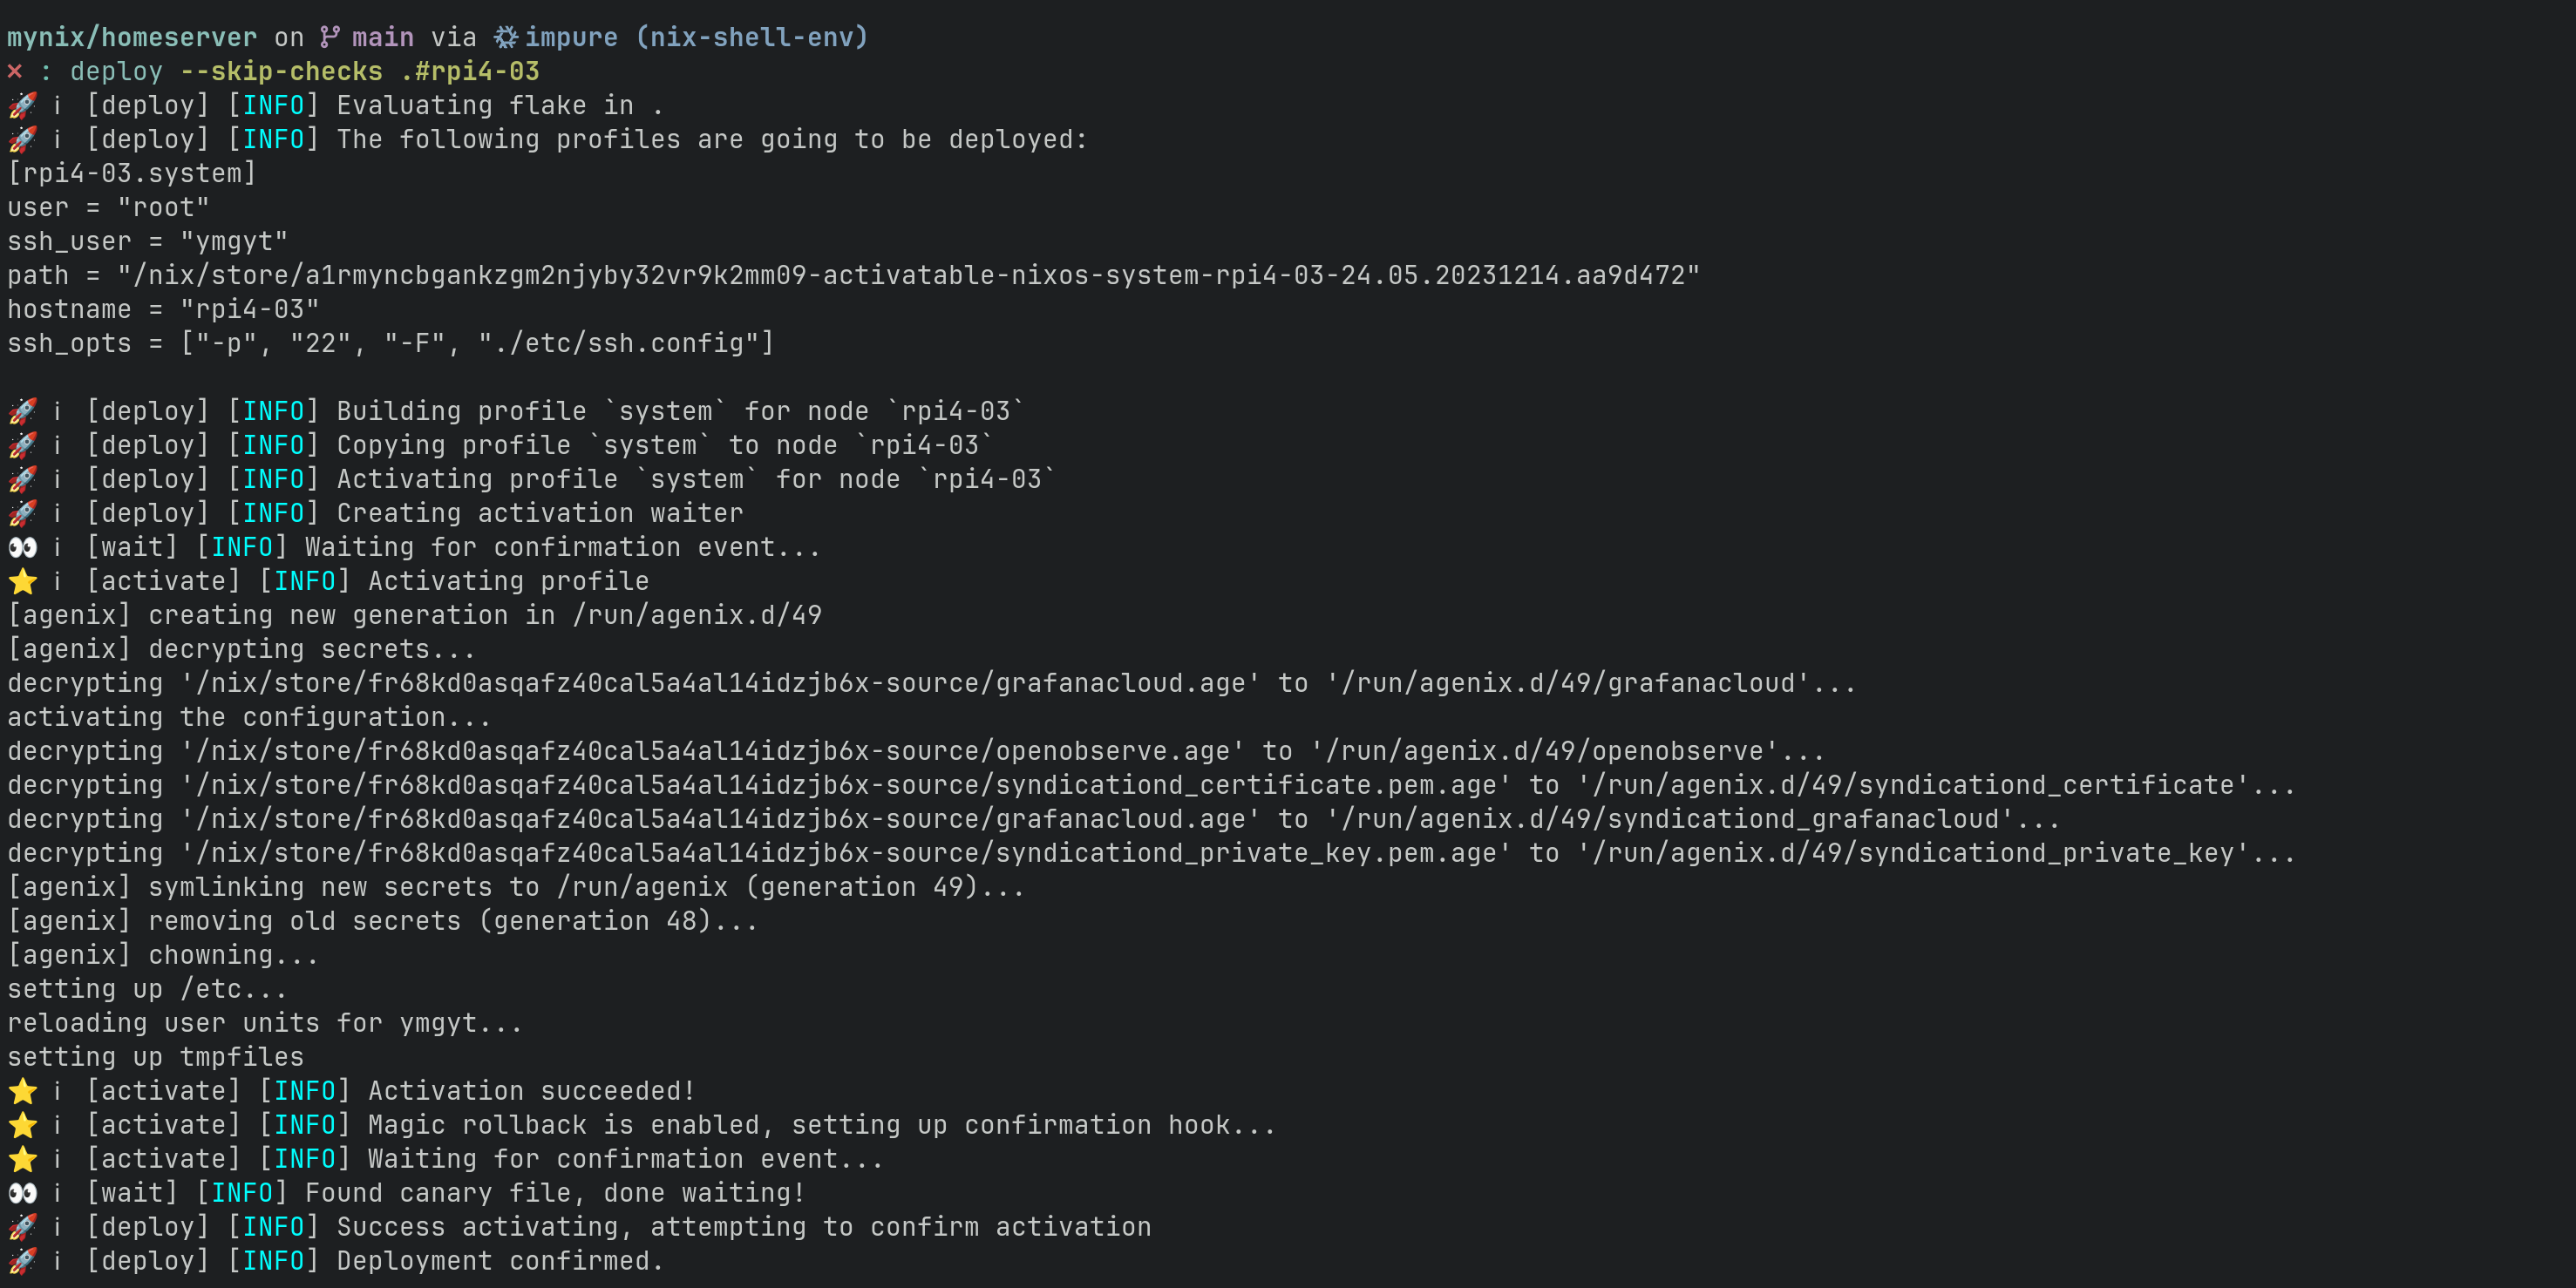 mynix/homeserver on main via impure (nix-shell-env)
× : deploy --skip-checks .#rpi4-03
🚀 ℹ [deploy] [INFO] Evaluating flake in .
🚀 ℹ [deploy] [INFO] The following profiles are going to be deployed:
[rpi4-03.system]
user = "root"
ssh_user = "ymgyt"
path = "/nix/store/a1rmyncbgankzgm2njyby32vr9k2mm09-activatable-nixos-system-rpi4-03-24.05.20231214.aa9d472"
hostname = "rpi4-03"
ssh_opts = ["-p", "22", "-F", "./etc/ssh.config"]
🚀 ℹ [deploy] [INFO] Building profile `system` for node `rpi4-03`
🚀 ℹ [deploy] [INFO] Copying profile `system` to node `rpi4-03`
🚀 ℹ [deploy] [INFO] Activating profile `system` for node `rpi4-03`
🚀 ℹ [deploy] [INFO] Creating activation waiter
👀 ℹ [wait] [INFO] Waiting for confirmation event...
⭐ ℹ [activate] [INFO] Activating profile
[agenix] creating new generation in /run/agenix.d/49
[agenix] decrypting secrets...
decrypting '/nix/store/fr68kd0asqafz40cal5a4al14idzjb6x-source/grafanacloud.age' to '/run/agenix.d/49/grafanacloud'...
activating the configuration...
decrypting '/nix/store/fr68kd0asqafz40cal5a4al14idzjb6x-source/openobserve.age' to '/run/agenix.d/49/openobserve'...
decrypting '/nix/store/fr68kd0asqafz40cal5a4al14idzjb6x-source/syndicationd_certificate.pem.age' to '/run/agenix.d/49/syndicationd_certificate'...
decrypting '/nix/store/fr68kd0asqafz40cal5a4al14idzjb6x-source/grafanacloud.age' to '/run/agenix.d/49/syndicationd_grafanacloud'...
decrypting '/nix/store/fr68kd0asqafz40cal5a4al14idzjb6x-source/syndicationd_private_key.pem.age' to '/run/agenix.d/49/syndicationd_private_key'...
[agenix] symlinking new secrets to /run/agenix (generation 49)...
[agenix] removing old secrets (generation 48)...
[agenix] chowning...
setting up /etc...
reloading user units for ymgyt...
setting up tmpfiles
⭐ ℹ [activate] [INFO] Activation succeeded!
⭐ ℹ [activate] [INFO] Magic rollback is enabled, setting up confirmation hook...
⭐ ℹ [activate] [INFO] Waiting for confirmation event...
👀 ℹ [wait] [INFO] Found canary file, done waiting!
🚀 ℹ [deploy] [INFO] Success activating, attempting to confirm activation
🚀 ℹ [deploy] [INFO] Deployment confirmed.